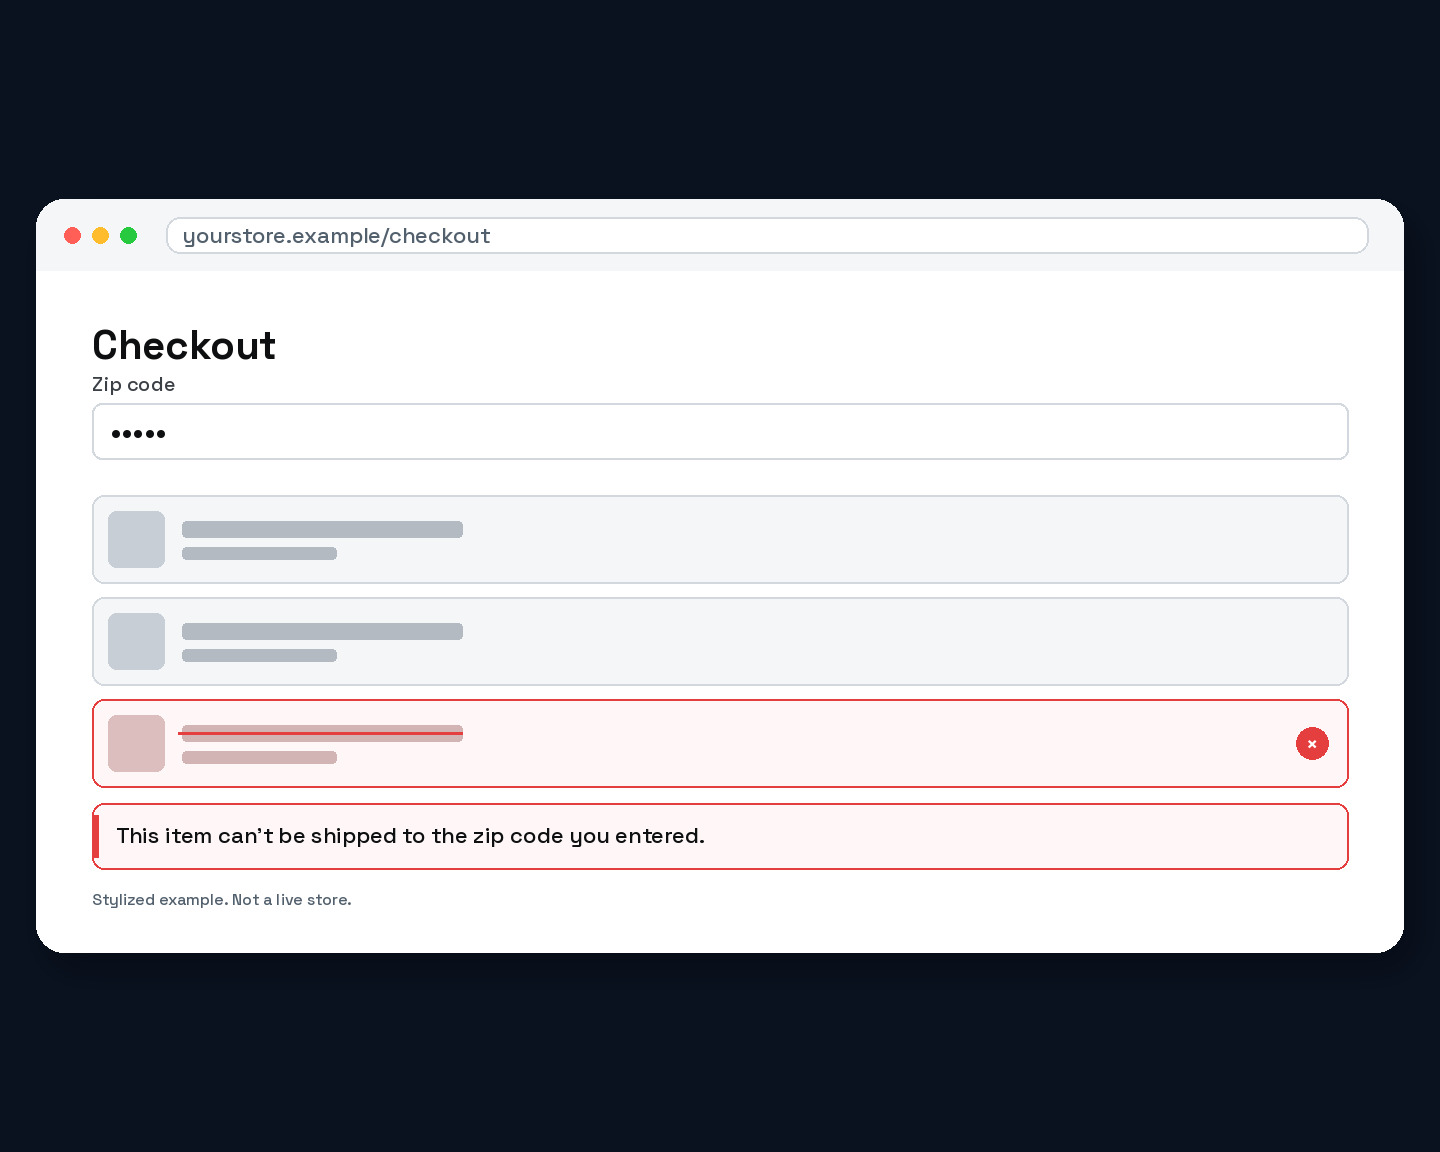 yourstore.example/checkout
Checkout
Zip code
•••••
This item can’t be shipped to the zip code you entered.
Stylized example. Not a live store.